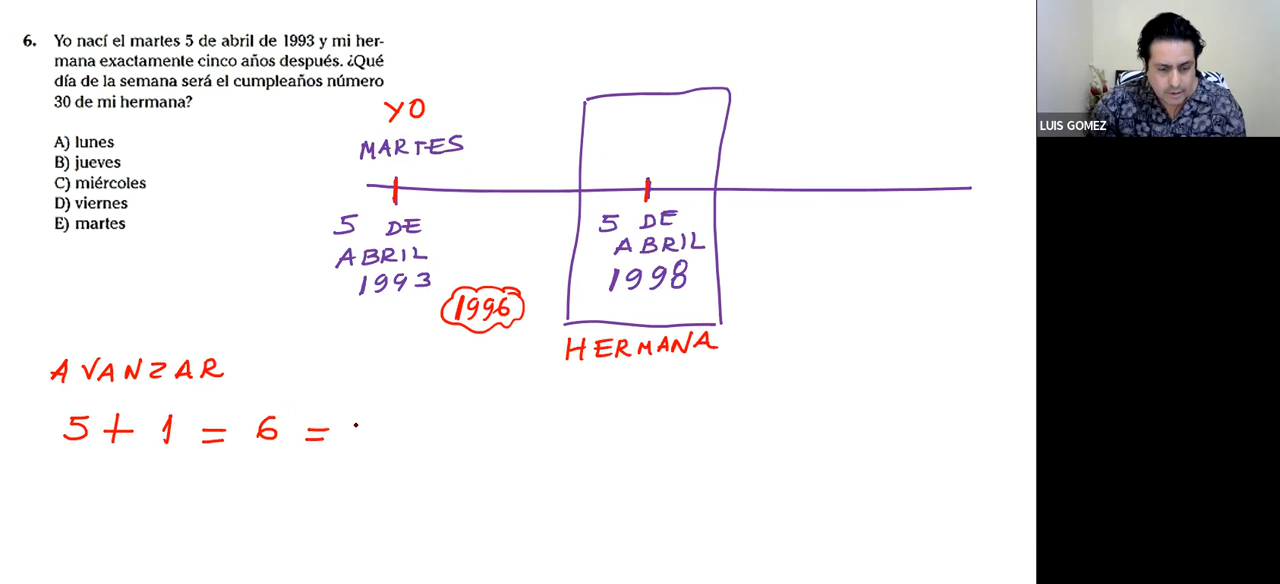 6. Yo nací el martes 5 de abril de 1993 y mi her-
mana exactamente cinco años después. ¿Qué
día de la semana será el cumpleaños número
30 de mi hermana?
A) lunes
B) jueves
C) miércoles
D) viernes
E) martes
YO
MARTES
5 DE
ABRIL
1993
1996
5 DE
ABRIL
1998
HERMANA
AVANZAR
5 + 1 = 6 =
LUIS GOMEZ